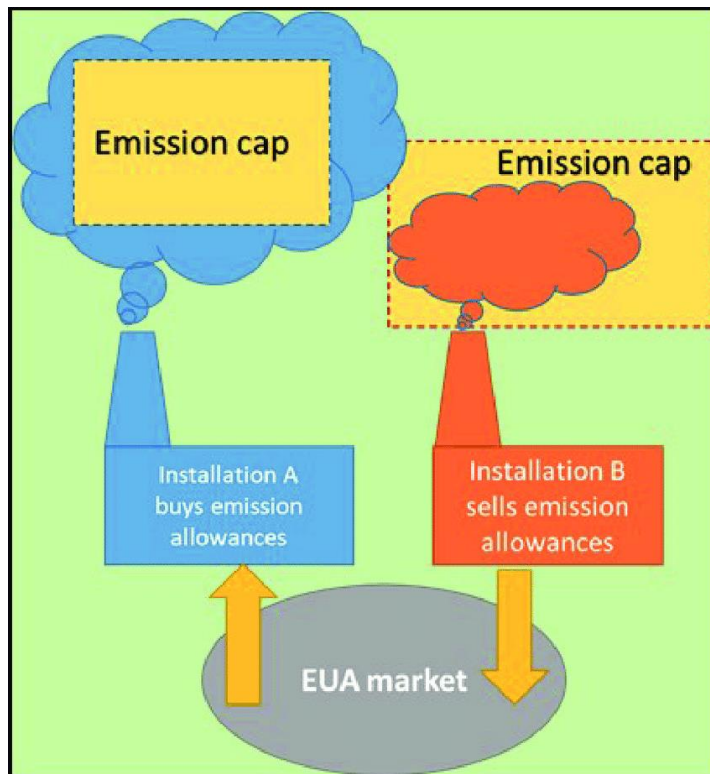 Emission cap
Emission cap
Installation A
buys emission
allowances
Installation B
sells emission
allowances
EUA market